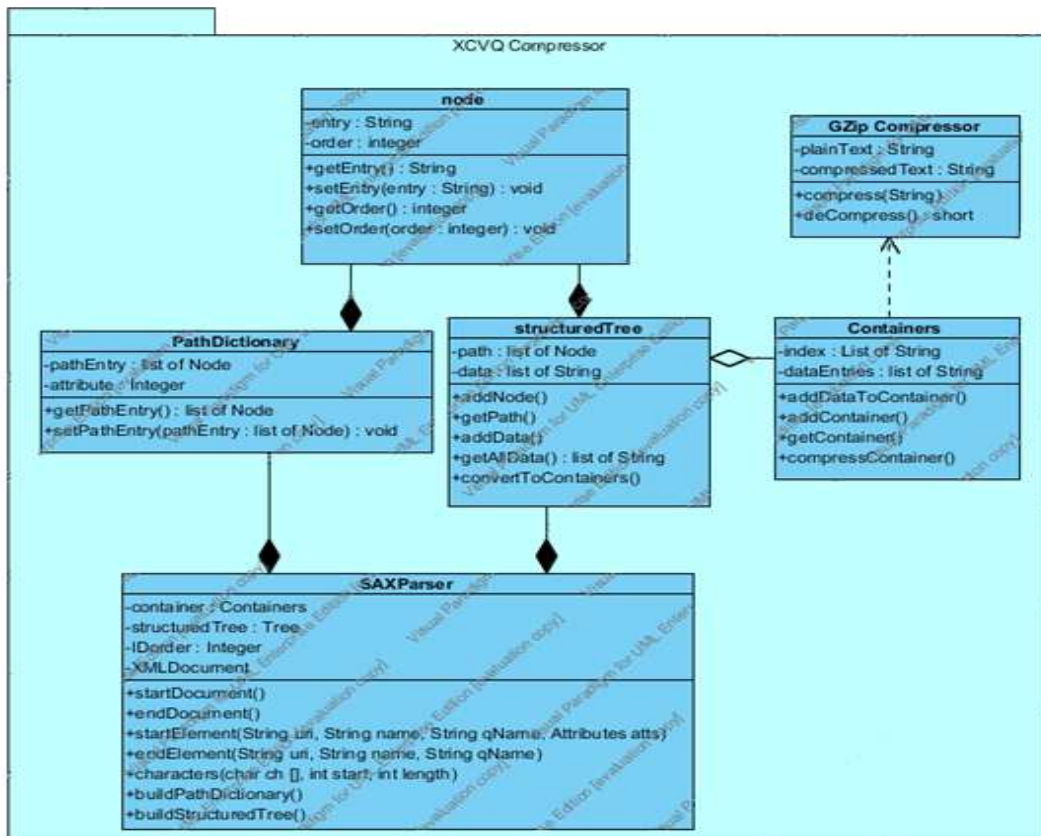 XCVQ Compressor
node
-entry : String
-order : integer
+getEntry() : String
+setEntry(entry : String) : void
+getOrder() : integer
+setOrder(order : integer) : void
GZip Compressor
-plainText : String
-compressedText : String
+compress(String)
+deCompress() : short
PathDictionary
-pathEntry : list of Node
-attribute : Integer
+getPathEntry() : list of Node
+setPathEntry(pathEntry : list of Node) : void
structuredTree
-path : list of Node
-data : list of String
+addNode()
+getPath()
+addData()
+getAllData() : list of String
+convertToContainers()
Containers
-index : List of String
-dataEntries : list of String
+addDataToContainer()
+addContainer()
+getContainer()
+compressContainer()
SAXParser
-container : Containers
-structuredTree : Tree
-IDorder : Integer
-XMLDocument
+startDocument()
+endDocument()
+startElement(String uri, String name, String qName, Attributes atts)
+endElement(String uri, String name, String qName)
+characters(char ch [], int start, int length)
+buildPathDictionary()
+buildStructuredTree()